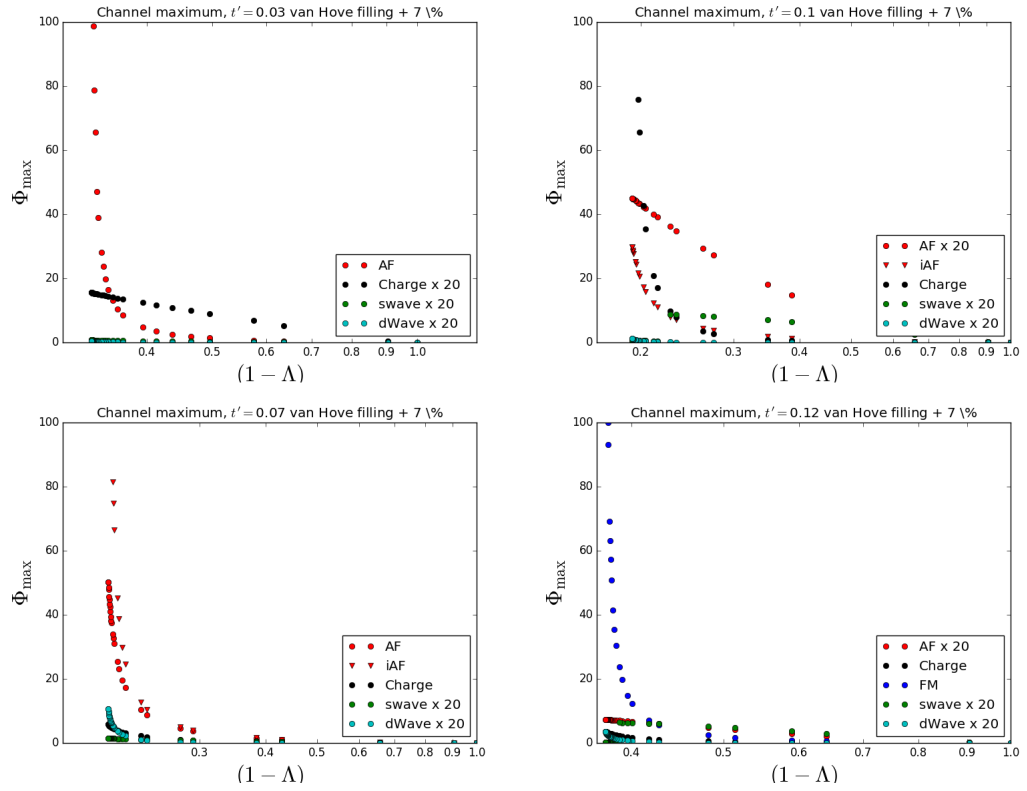 Channel maximum, t′ = 0.03 van Hove filling + 7 \%
100
80
60
40
20
0
Φmax
AF
Charge x 20
swave x 20
dWave x 20
0.4 0.5 0.6 0.7 0.8 0.9 1.0
(1 − Λ)
Channel maximum, t′ = 0.1 van Hove filling + 7 \%
100
80
60
40
20
0
Φmax
AF x 20
iAF
Charge
swave x 20
dWave x 20
0.2 0.3 0.4 0.5 0.6 0.7 0.8 0.9 1.0
(1 − Λ)
Channel maximum, t′ = 0.07 van Hove filling + 7 \%
100
80
60
40
20
0
Φmax
AF
iAF
Charge
swave x 20
dWave x 20
0.3 0.4 0.5 0.6 0.7 0.8 0.9 1.0
(1 − Λ)
Channel maximum, t′ = 0.12 van Hove filling + 7 \%
100
80
60
40
20
0
Φmax
AF x 20
Charge
FM
swave x 20
dWave x 20
0.4 0.5 0.6 0.7 0.8 0.9 1.0
(1 − Λ)